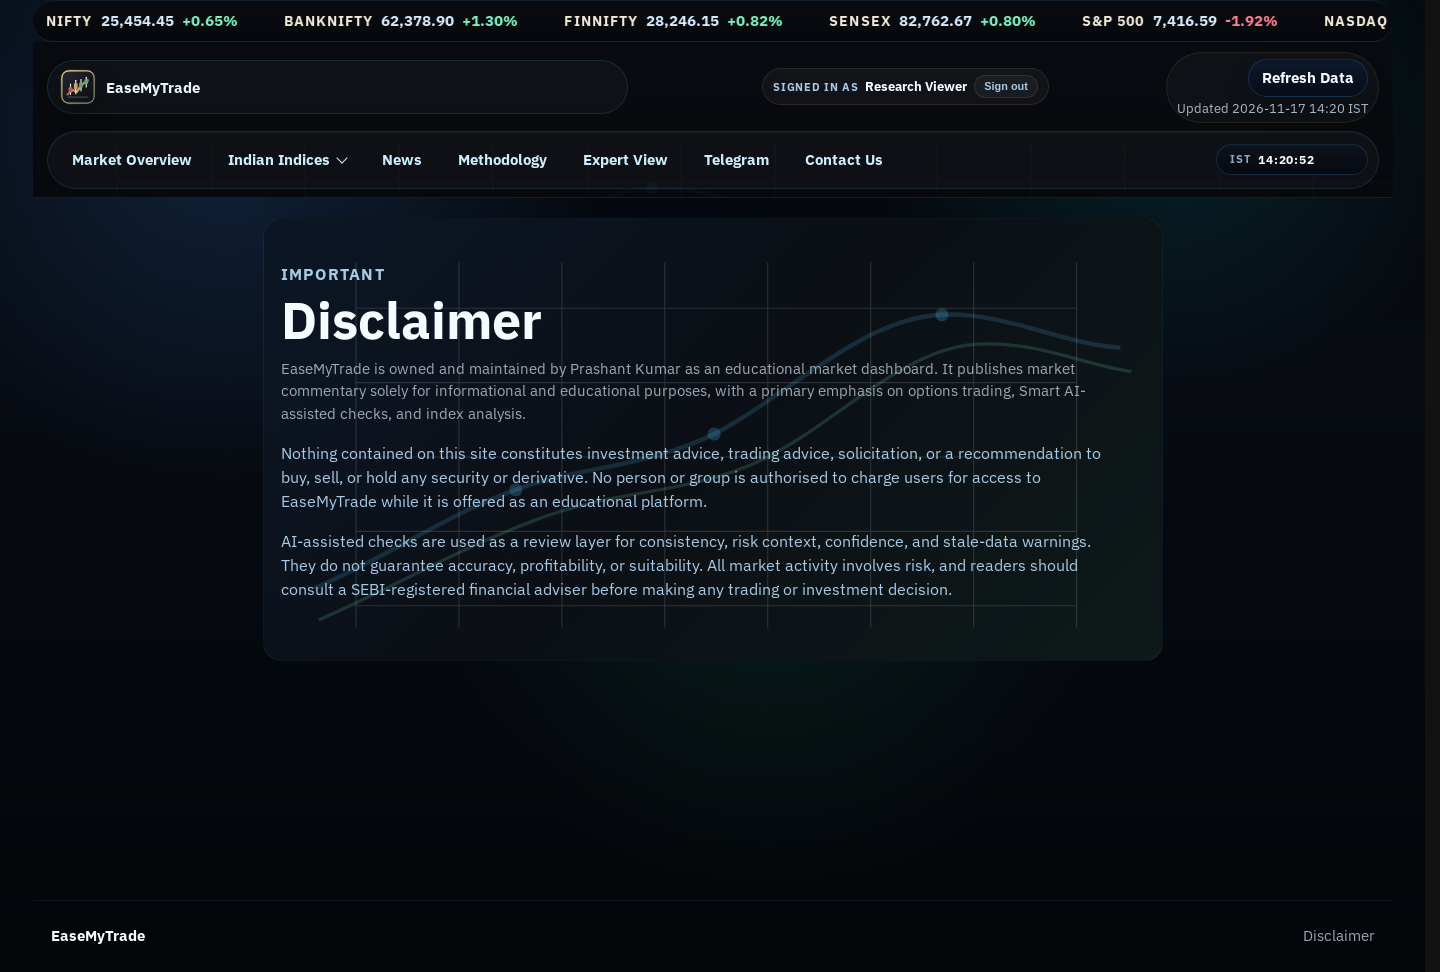 NIFTY 25,454.45 +0.65% BANKNIFTY 62,378.90 +1.30% FINNIFTY 28,246.15 +0.82% SENSEX 82,762.67 +0.80% S&P 500 7,416.59 -1.92% NASDAQ
EaseMyTrade
SIGNED IN AS Research Viewer Sign out
Refresh Data
Updated 2026-11-17 14:20 IST
Market Overview Indian Indices News Methodology Expert View Telegram Contact Us IST 14:20:52
IMPORTANT
Disclaimer
EaseMyTrade is owned and maintained by Prashant Kumar as an educational market dashboard. It publishes market
commentary solely for informational and educational purposes, with a primary emphasis on options trading, Smart AI-
assisted checks, and index analysis.
Nothing contained on this site constitutes investment advice, trading advice, solicitation, or a recommendation to
buy, sell, or hold any security or derivative. No person or group is authorised to charge users for access to
EaseMyTrade while it is offered as an educational platform.
AI-assisted checks are used as a review layer for consistency, risk context, confidence, and stale-data warnings.
They do not guarantee accuracy, profitability, or suitability. All market activity involves risk, and readers should
consult a SEBI-registered financial adviser before making any trading or investment decision.
EaseMyTrade Disclaimer